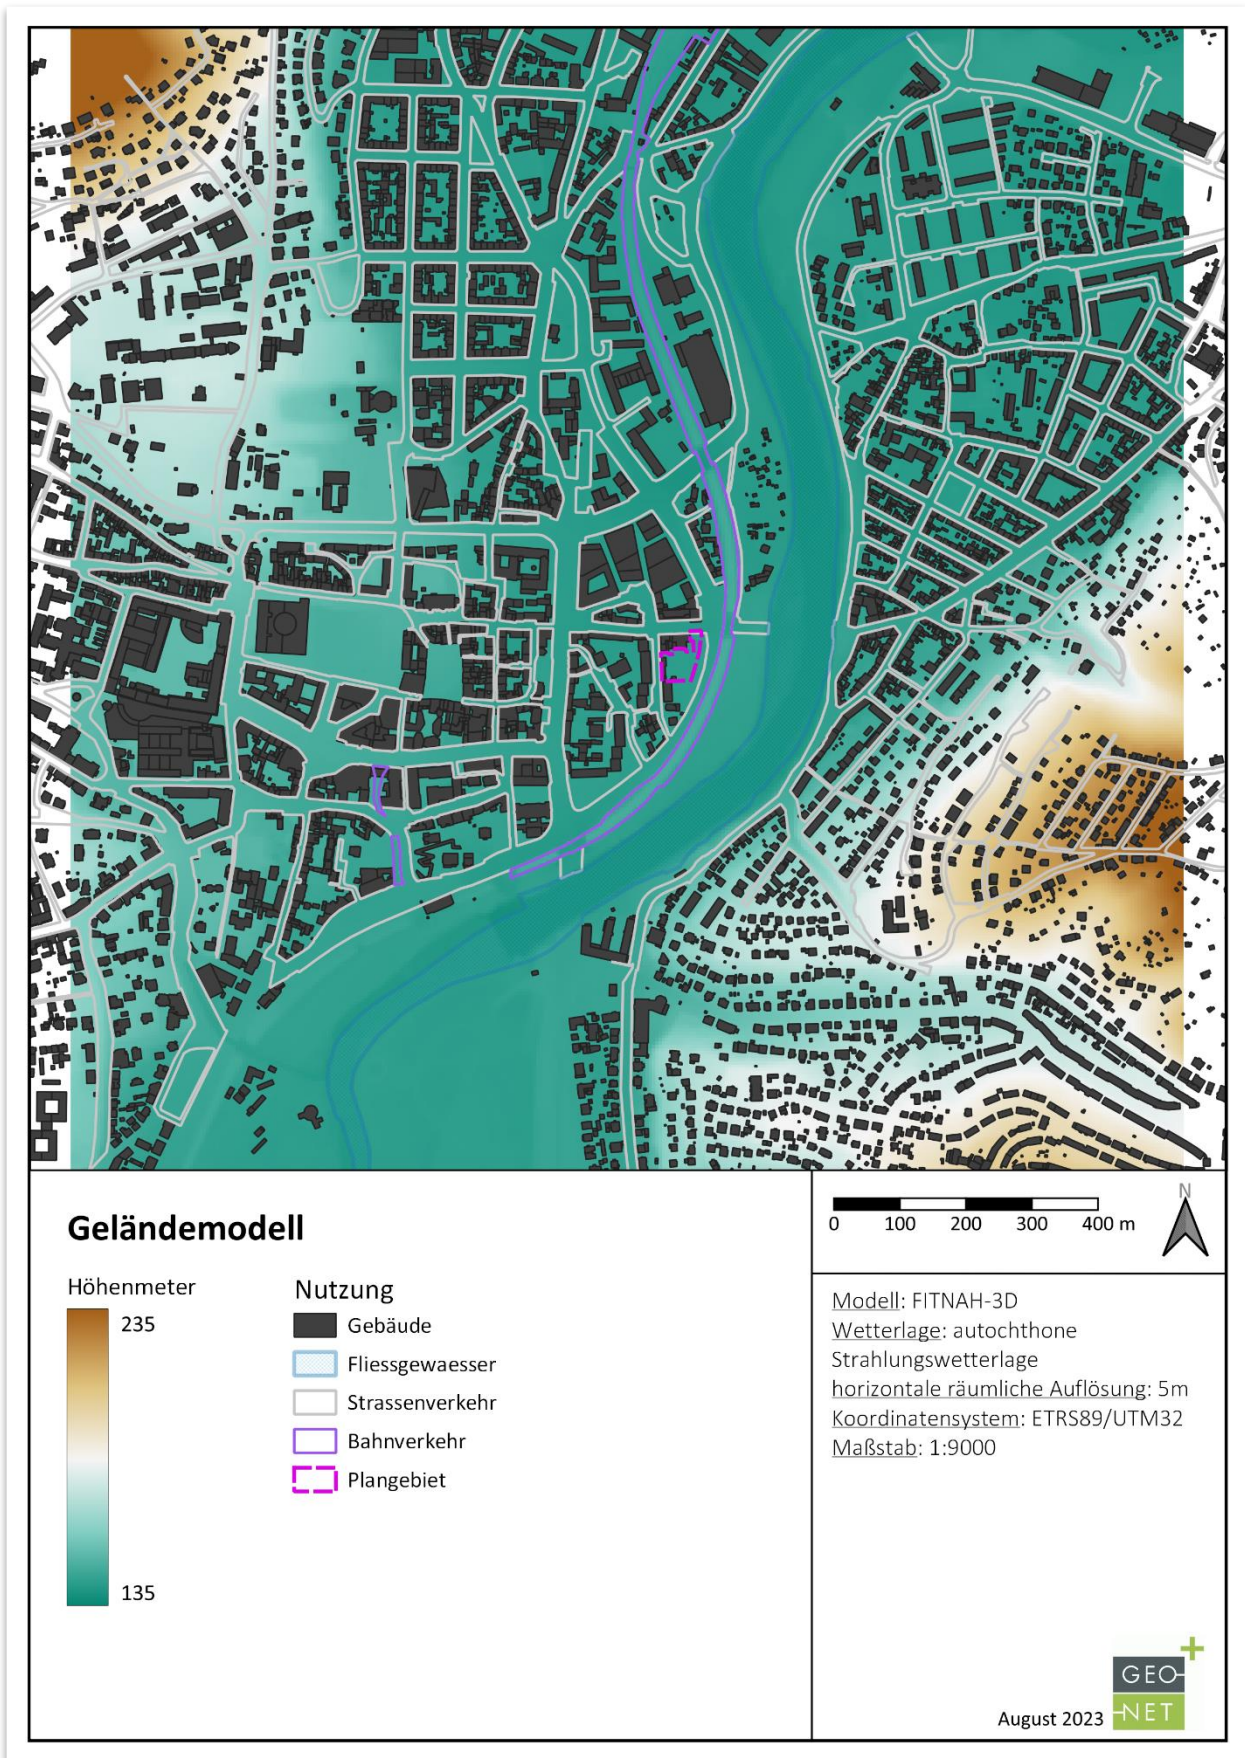 Geländemodell
Höhenmeter
235
135
Nutzung
Gebäude
Fliessgewaesser
Strassenverkehr
Bahnverkehr
Plangebiet
0 100 200 300 400 m
N
Modell: FITNAH-3D
Wetterlage: autochthone
Strahlungswetterlage
horizontale räumliche Auflösung: 5m
Koordinatensystem: ETRS89/UTM32
Maßstab: 1:9000
August 2023
GEO
NET